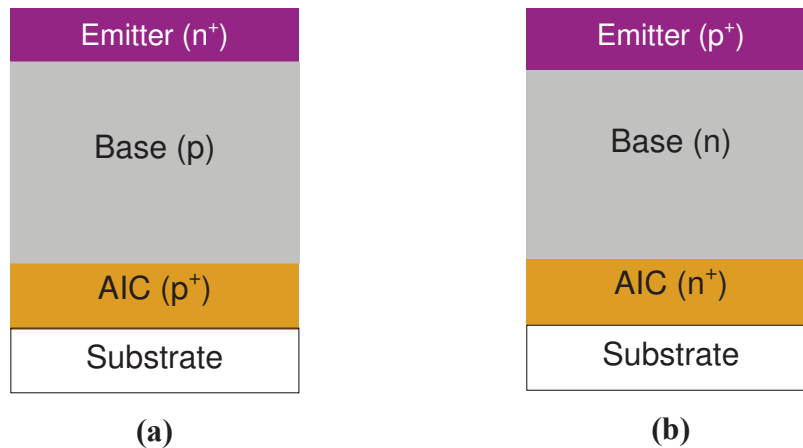 Emitter (n⁺)
Base (p)
AIC (p⁺)
Substrate
(a)
Emitter (p⁺)
Base (n)
AIC (n⁺)
Substrate
(b)